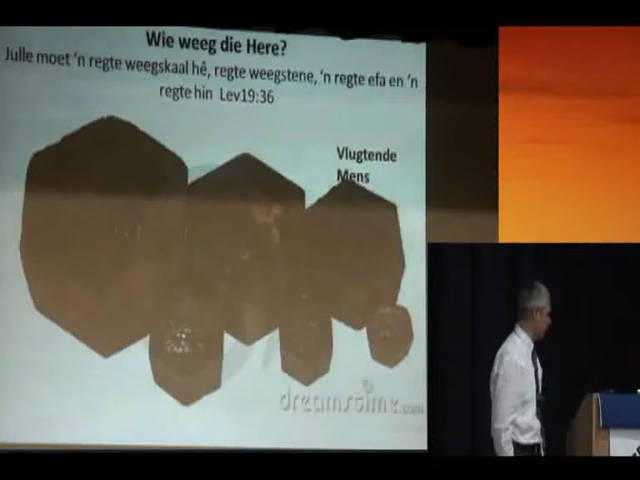 Wie weeg die Here?
Julle moet 'n regte weegskaal hê, regte weegstene, 'n regte efa en 'n
regte hin Lev19:36
Vlugtende
Mens
dreamstime.com